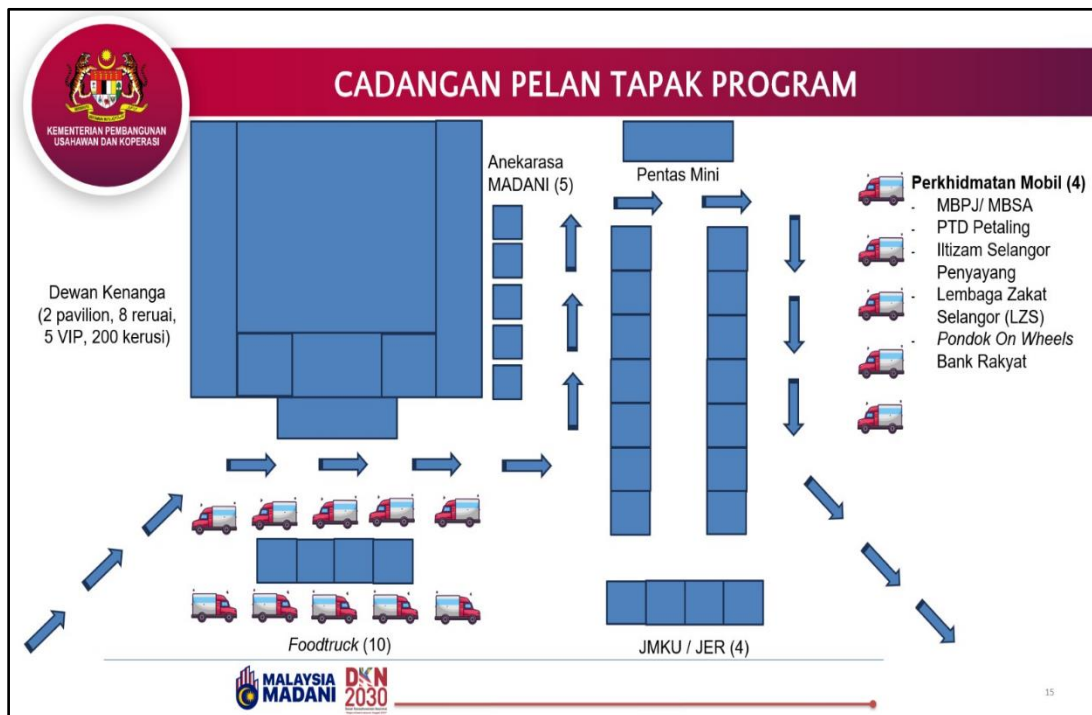 CADANGAN PELAN TAPAK PROGRAM
KEMENTERIAN PEMBANGUNAN
USAHAWAN DAN KOPERASI
Anekarasa
MADANI (5)
Pentas Mini
Perkhidmatan Mobil (4)
- MBPJ/ MBSA
- PTD Petaling
- Iltizam Selangor
Penyayang
- Lembaga Zakat
Selangor (LZS)
- Pondok On Wheels
Bank Rakyat
Dewan Kenanga
(2 pavilion, 8 reruai,
5 VIP, 200 kerusi)
Foodtruck (10)
JMKU / JER (4)
MALAYSIA
MADANI
DKN
2030
15